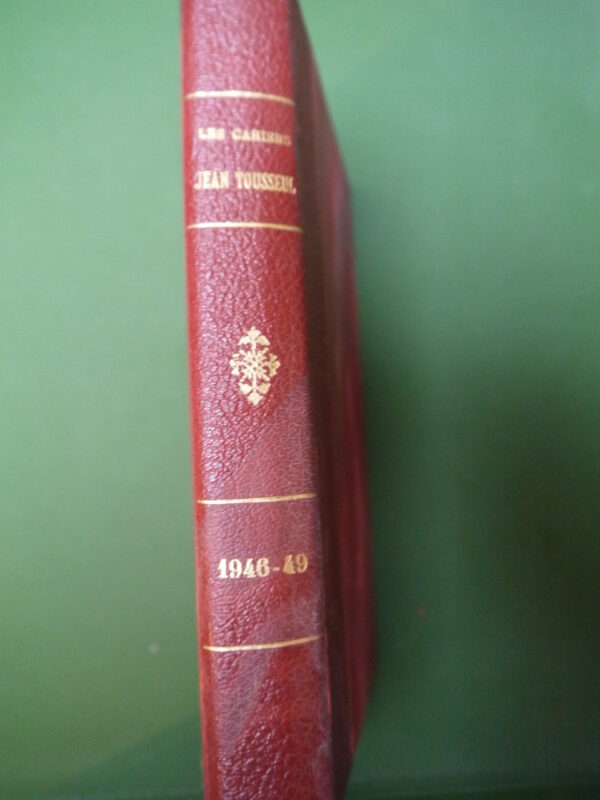 LES CAHIERS
JEAN TOUSSEUL
1946-49